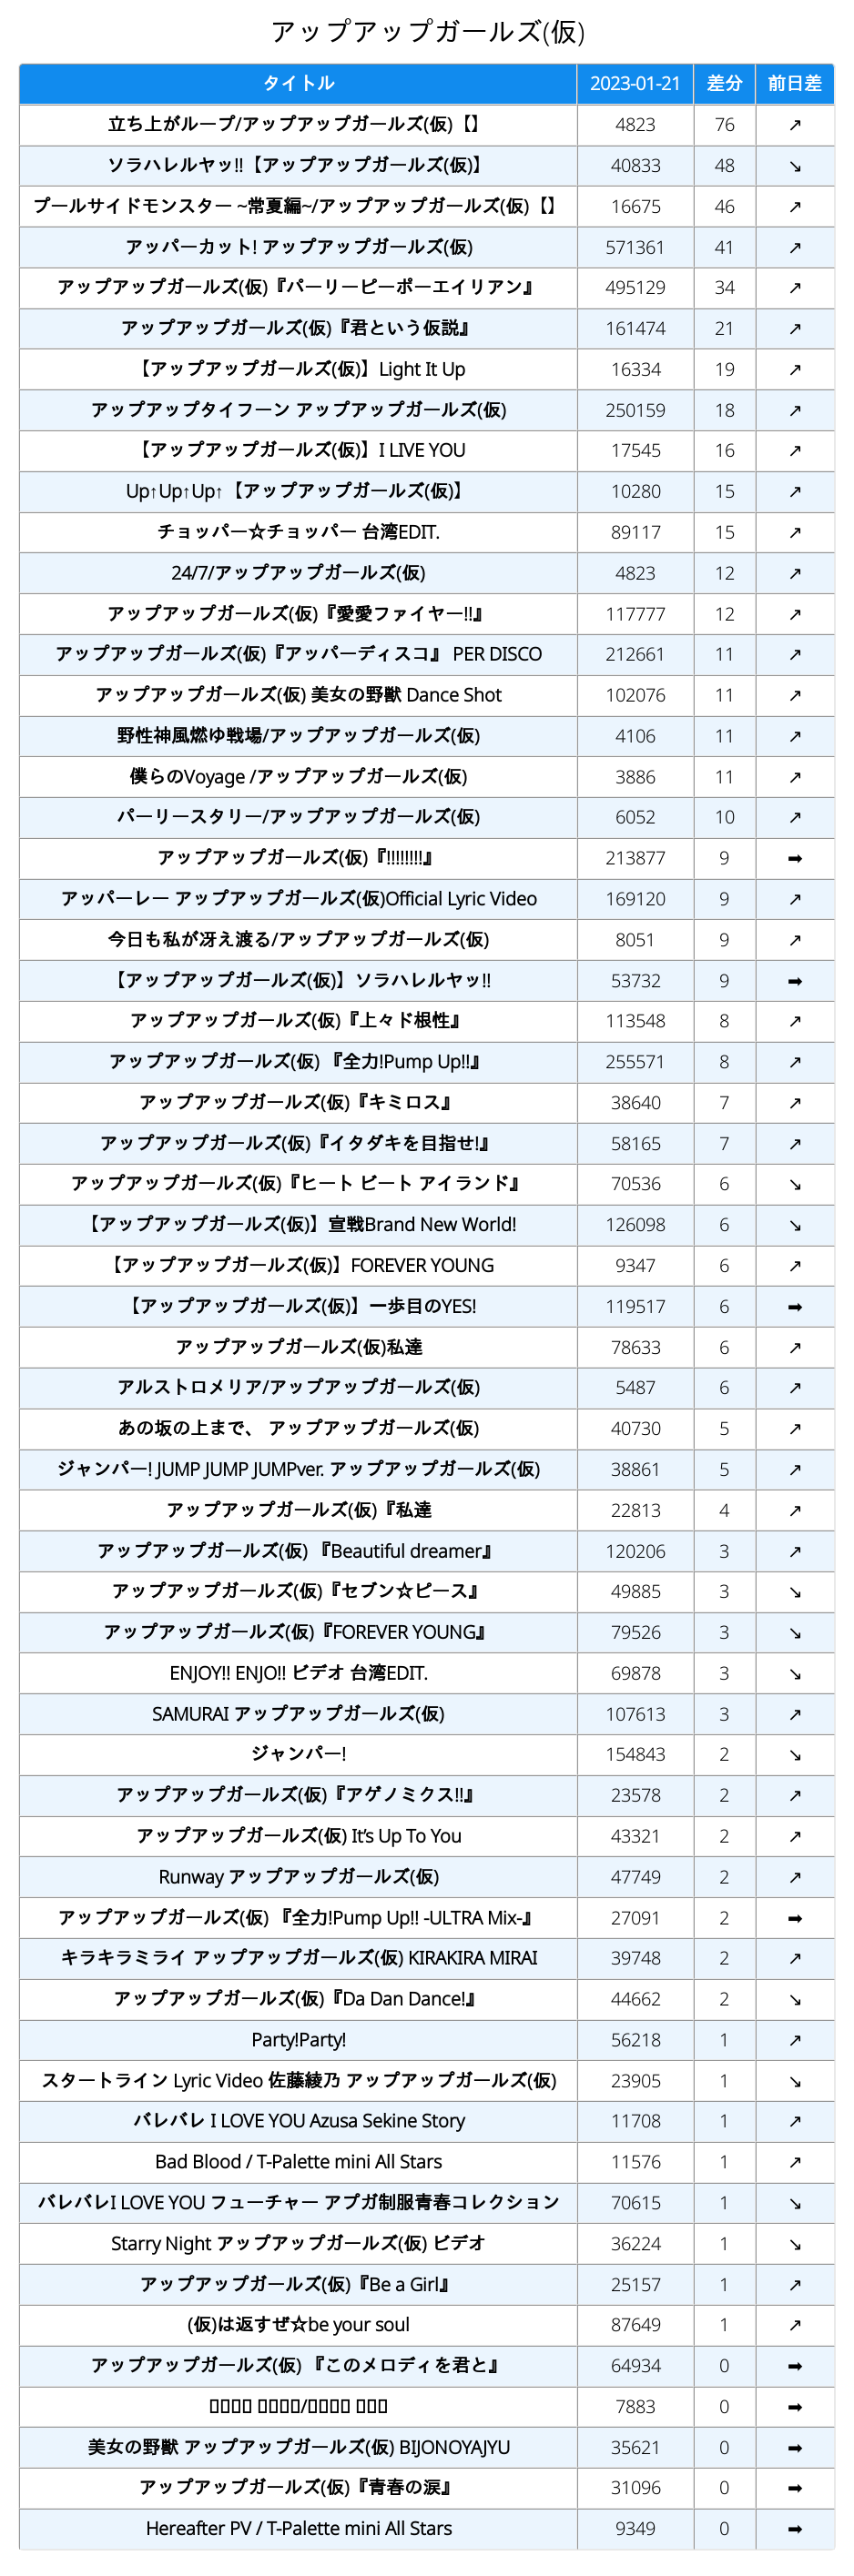 アップアップガールズ(仮)
タイトル 2023-01-21 差分 前日差
立ち上がループ/アップアップガールズ(仮)【】 4823 76 ↗
ソラハレルヤッ!!【アップアップガールズ(仮)】 40833 48 ↘
プールサイドモンスター ~常夏編~/アップアップガールズ(仮)【】 16675 46 ↗
アッパーカット! アップアップガールズ(仮) 571361 41 ↗
アップアップガールズ(仮)『パーリーピーポーエイリアン』 495129 34 ↗
アップアップガールズ(仮)『君という仮説』 161474 21 ↗
【アップアップガールズ(仮)】Light It Up 16334 19 ↗
アップアップタイフーン アップアップガールズ(仮) 250159 18 ↗
【アップアップガールズ(仮)】I LIVE YOU 17545 16 ↗
Up↑Up↑Up↑【アップアップガールズ(仮)】 10280 15 ↗
チョッパー☆チョッパー 台湾EDIT. 89117 15 ↗
24/7/アップアップガールズ(仮) 4823 12 ↗
アップアップガールズ(仮)『愛愛ファイヤー!!』 117777 12 ↗
アップアップガールズ(仮)『アッパーディスコ』 PER DISCO 212661 11 ↗
アップアップガールズ(仮) 美女の野獣 Dance Shot 102076 11 ↗
野性神風燃ゆ戦場/アップアップガールズ(仮) 4106 11 ↗
僕らのVoyage /アップアップガールズ(仮) 3886 11 ↗
パーリースタリー/アップアップガールズ(仮) 6052 10 ↗
アップアップガールズ(仮)『!!!!!!!!』 213877 9 ➡
アッパーレー アップアップガールズ(仮)Official Lyric Video 169120 9 ↗
今日も私が冴え渡る/アップアップガールズ(仮) 8051 9 ↗
【アップアップガールズ(仮)】ソラハレルヤッ!! 53732 9 ➡
アップアップガールズ(仮)『上々ド根性』 113548 8 ↗
アップアップガールズ(仮) 『全力!Pump Up!!』 255571 8 ↗
アップアップガールズ(仮)『キミロス』 38640 7 ↗
アップアップガールズ(仮)『イタダキを目指せ!』 58165 7 ↗
アップアップガールズ(仮)『ヒート ビート アイランド』 70536 6 ↘
【アップアップガールズ(仮)】宣戦Brand New World! 126098 6 ↘
【アップアップガールズ(仮)】FOREVER YOUNG 9347 6 ↗
【アップアップガールズ(仮)】一歩目のYES! 119517 6 ➡
アップアップガールズ(仮)私達 78633 6 ↗
アルストロメリア/アップアップガールズ(仮) 5487 6 ↗
あの坂の上まで、 アップアップガールズ(仮) 40730 5 ↗
ジャンパー! JUMP JUMP JUMPver. アップアップガールズ(仮) 38861 5 ↗
アップアップガールズ(仮)『私達 22813 4 ↗
アップアップガールズ(仮) 『Beautiful dreamer』 120206 3 ↗
アップアップガールズ(仮)『セブン☆ピース』 49885 3 ↘
アップアップガールズ(仮)『FOREVER YOUNG』 79526 3 ↘
ENJOY!! ENJO!! ビデオ 台湾EDIT. 69878 3 ↘
SAMURAI アップアップガールズ(仮) 107613 3 ↗
ジャンパー! 154843 2 ↘
アップアップガールズ(仮)『アゲノミクス!!』 23578 2 ↗
アップアップガールズ(仮) It’s Up To You 43321 2 ↗
Runway アップアップガールズ(仮) 47749 2 ↗
アップアップガールズ(仮) 『全力!Pump Up!! -ULTRA Mix-』 27091 2 ➡
キラキラミライ アップアップガールズ(仮) KIRAKIRA MIRAI 39748 2 ↗
アップアップガールズ(仮)『Da Dan Dance!』 44662 2 ↘
Party!Party! 56218 1 ↗
スタートライン Lyric Video 佐藤綾乃 アップアップガールズ(仮) 23905 1 ↘
バレバレ I LOVE YOU Azusa Sekine Story 11708 1 ↗
Bad Blood / T-Palette mini All Stars 11576 1 ↗
バレバレI LOVE YOU フューチャー アプガ制服青春コレクション 70615 1 ↘
Starry Night アップアップガールズ(仮) ビデオ 36224 1 ↘
アップアップガールズ(仮)『Be a Girl』 25157 1 ↗
(仮)は返すぜ☆be your soul 87649 1 ↗
アップアップガールズ(仮) 『このメロディを君と』 64934 0 ➡
/ 7883 0 ➡
美女の野獣 アップアップガールズ(仮) BIJONOYAJYU 35621 0 ➡
アップアップガールズ(仮)『青春の涙』 31096 0 ➡
Hereafter PV / T-Palette mini All Stars 9349 0 ➡